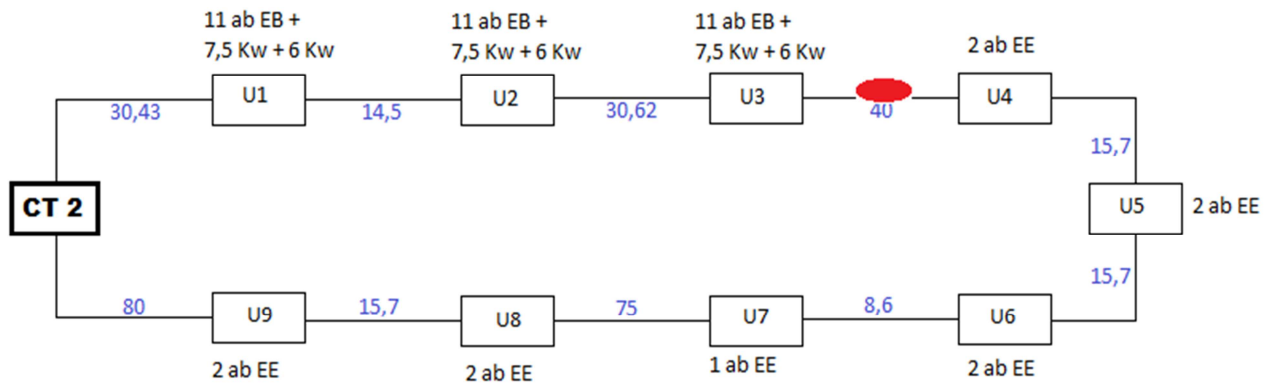 11 ab EB +
7,5 Kw + 6 Kw
11 ab EB +
7,5 Kw + 6 Kw
11 ab EB +
7,5 Kw + 6 Kw
2 ab EE
U1
U2
U3
U4
30,43
14,5
30,62
40
15,7
CT 2
U5
2 ab EE
15,7
80
U9
15,7
U8
75
U7
8,6
U6
2 ab EE
2 ab EE
1 ab EE
2 ab EE